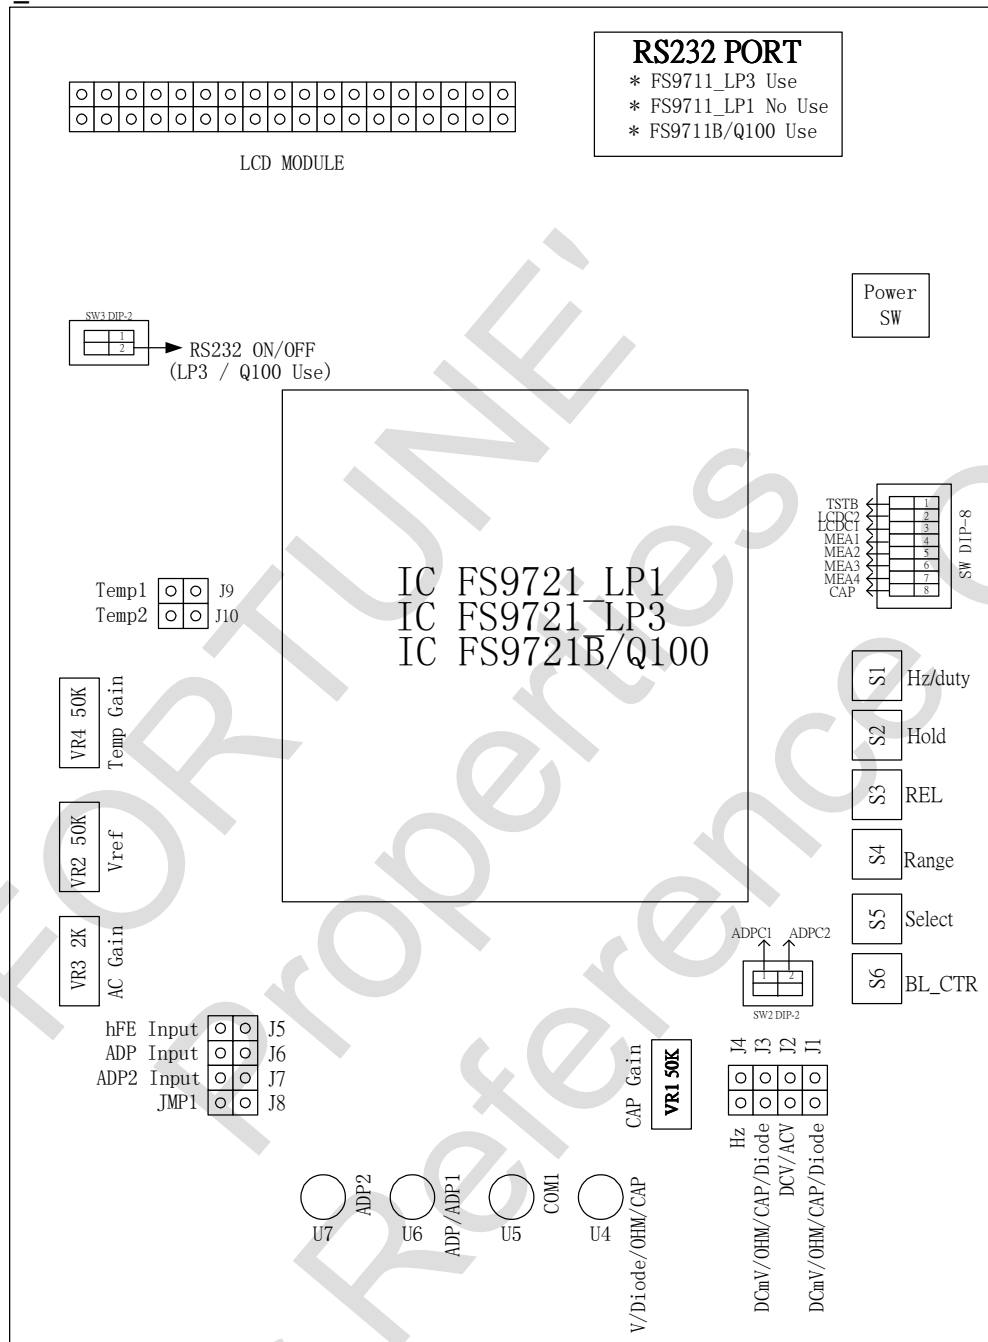 RS232 PORT
* FS9711_LP3 Use
* FS9711_LP1 No Use
* FS9711B/Q100 Use
LCD MODULE
Power
SW
SW3 DIP-2
1
2
RS232 ON/OFF
(LP3 / Q100 Use)
IC FS9721_LP1
IC FS9721_LP3
IC FS9721B/Q100
TSTB 1
LCDC2 2
LCDC1 3
MEA1 4
MEA2 5
MEA3 6
MEA4 7
CAP 8
SW DIP-8
Temp1 J9
Temp2 J10
VR4 50K
Temp Gain
VR2 50K
Vref
VR3 2K
AC Gain
S1 Hz/duty
S2 Hold
S3 REL
S4 Range
S5 Select
S6 BL_CTR
ADPC1 ADPC2
1 2
SW2 DIP-2
hFE Input J5
ADP Input J6
ADP2 Input J7
JMP1 J8
CAP Gain
VR1 50K
J4 J3 J2 J1
Hz
DCmV/OHM/CAP/Diode
DCV/ACV
DCmV/OHM/CAP/Diode
U7
ADP2
U6
ADP/ADP1
U5
COM1
U4
V/Diode/OHM/CAP
FORTUNE'
Properties
Reference